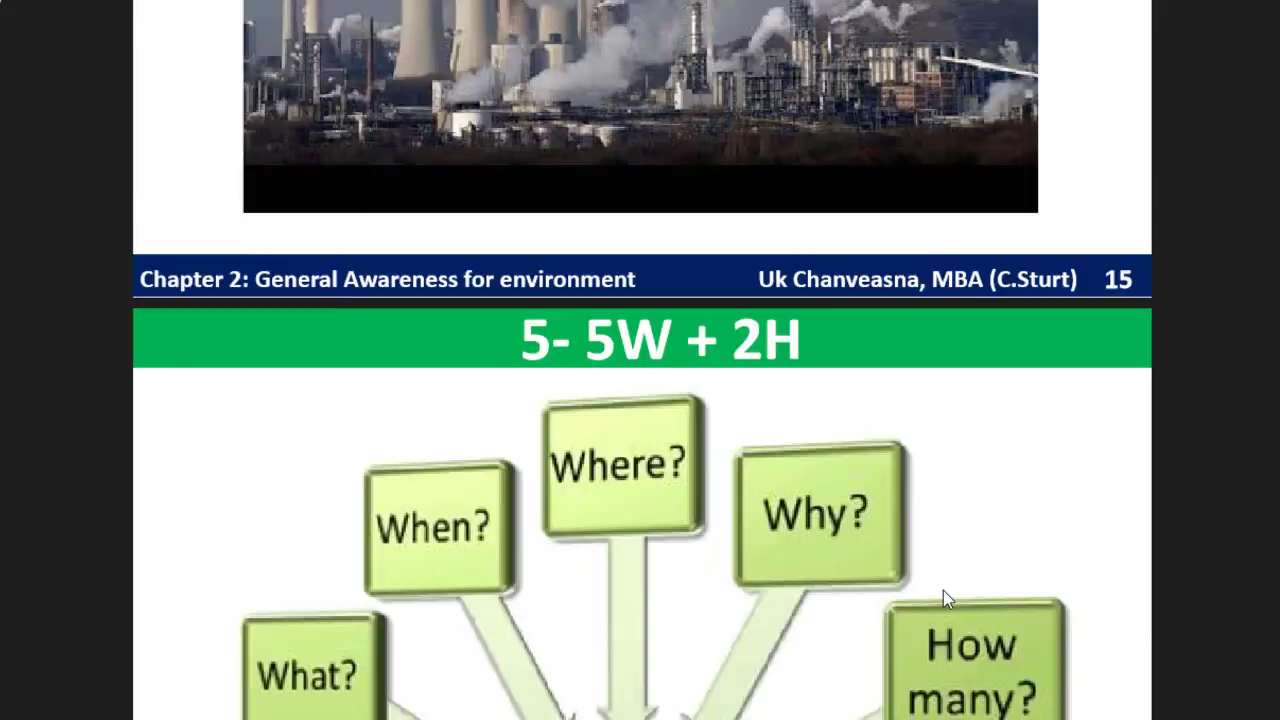 Chapter 2: General Awareness for environment
Uk Chanveasna, MBA (C.Sturt)
15
5- 5W + 2H
Where?
Why?
When?
What?
How
many?